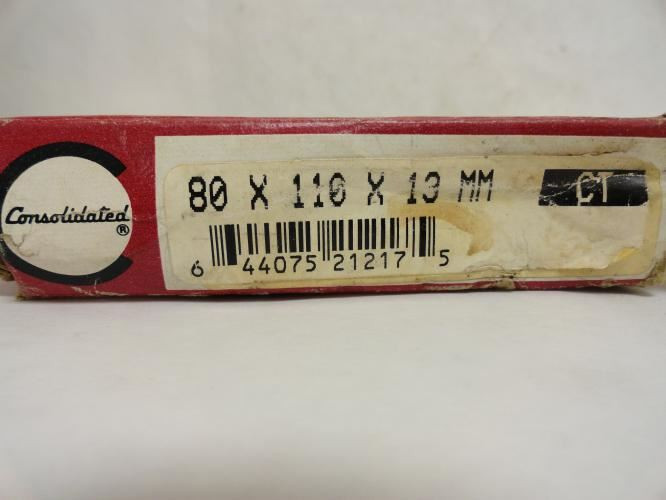 Consolidated®
80 X 110 X 13 MM
CT
6 44075 21217 5